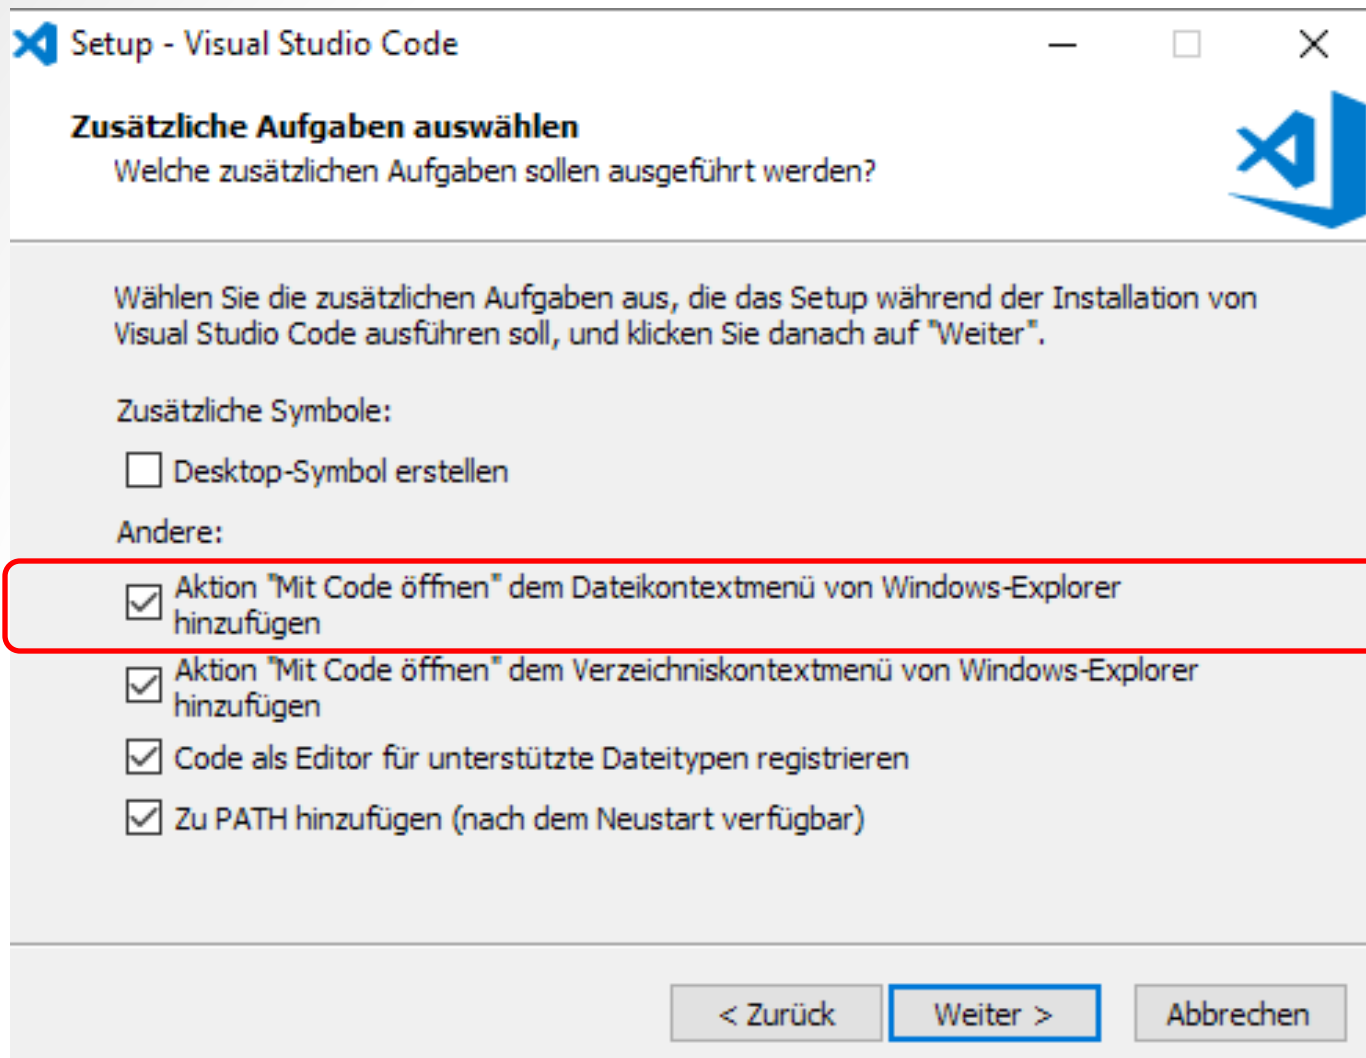 Setup - Visual Studio Code
Zusätzliche Aufgaben auswählen
Welche zusätzlichen Aufgaben sollen ausgeführt werden?
Wählen Sie die zusätzlichen Aufgaben aus, die das Setup während der Installation von
Visual Studio Code ausführen soll, und klicken Sie danach auf "Weiter".
Zusätzliche Symbole:
Desktop-Symbol erstellen
Andere:
Aktion "Mit Code öffnen" dem Dateikontextmenü von Windows-Explorer
hinzufügen
Aktion "Mit Code öffnen" dem Verzeichniskontextmenü von Windows-Explorer
hinzufügen
Code als Editor für unterstützte Dateitypen registrieren
Zu PATH hinzufügen (nach dem Neustart verfügbar)
< Zurück
Weiter >
Abbrechen